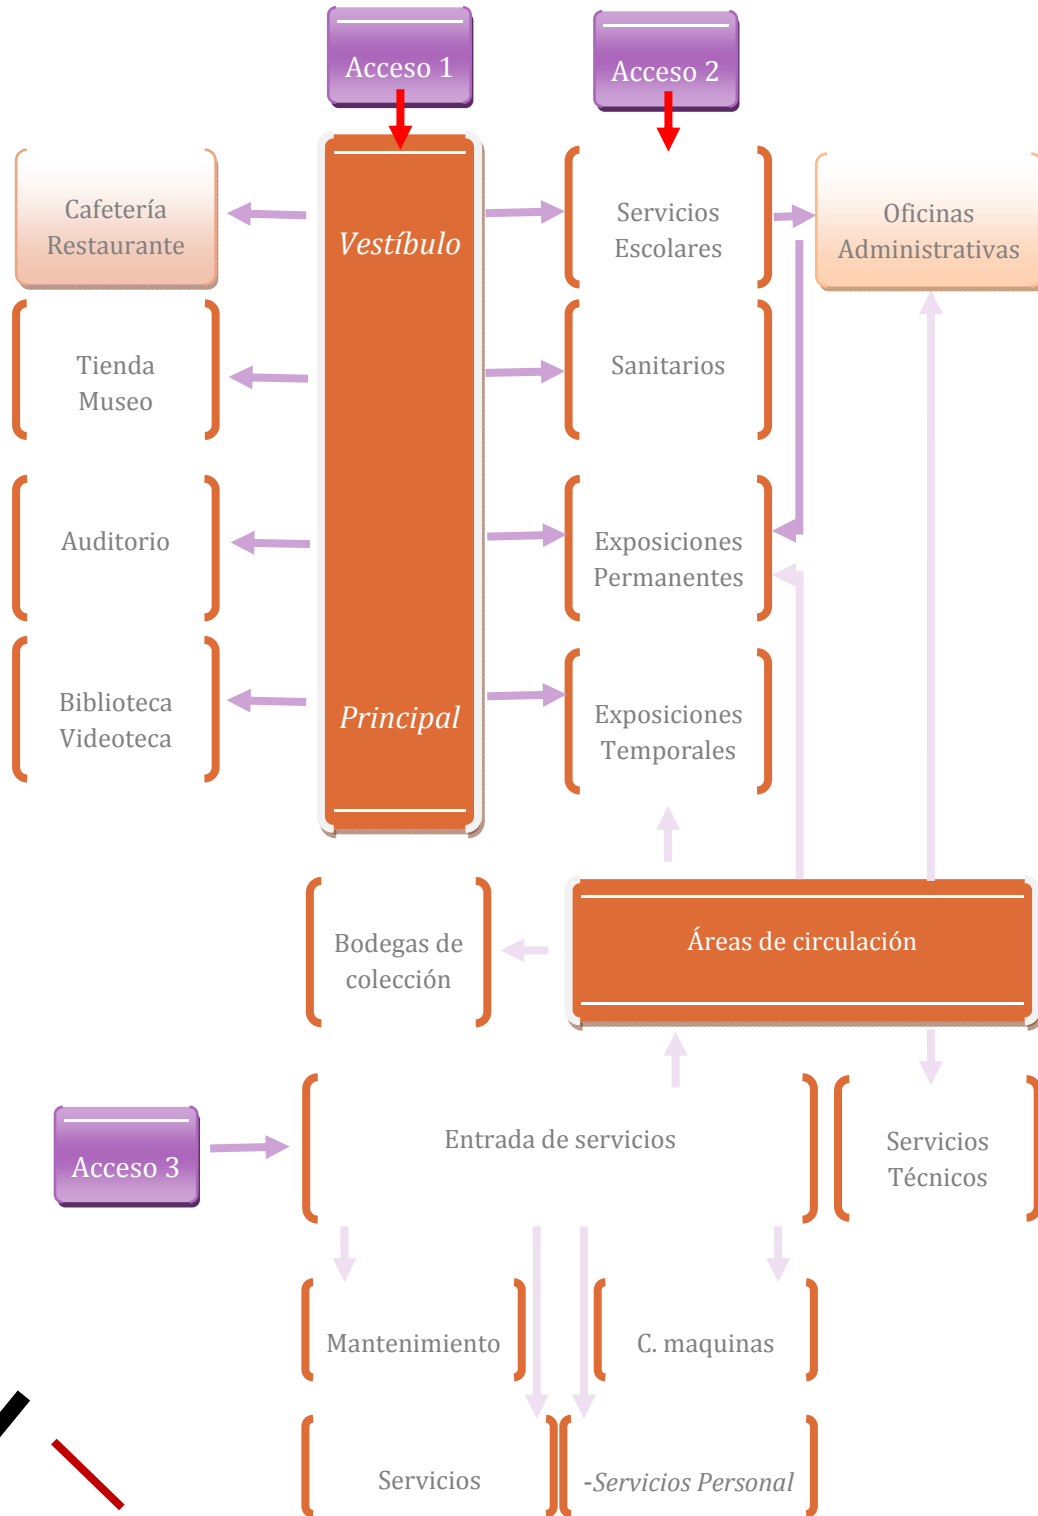 Acceso 1
Acceso 2
Cafetería
Restaurante
Vestíbulo
Servicios
Escolares
Oficinas
Administrativas
Tienda
Museo
Sanitarios
Auditorio
Exposiciones
Permanentes
Biblioteca
Videoteca
Principal
Exposiciones
Temporales
Bodegas de
colección
Áreas de circulación
Acceso 3
Entrada de servicios
Servicios
Técnicos
Mantenimiento
C. maquinas
Servicios
-Servicios Personal